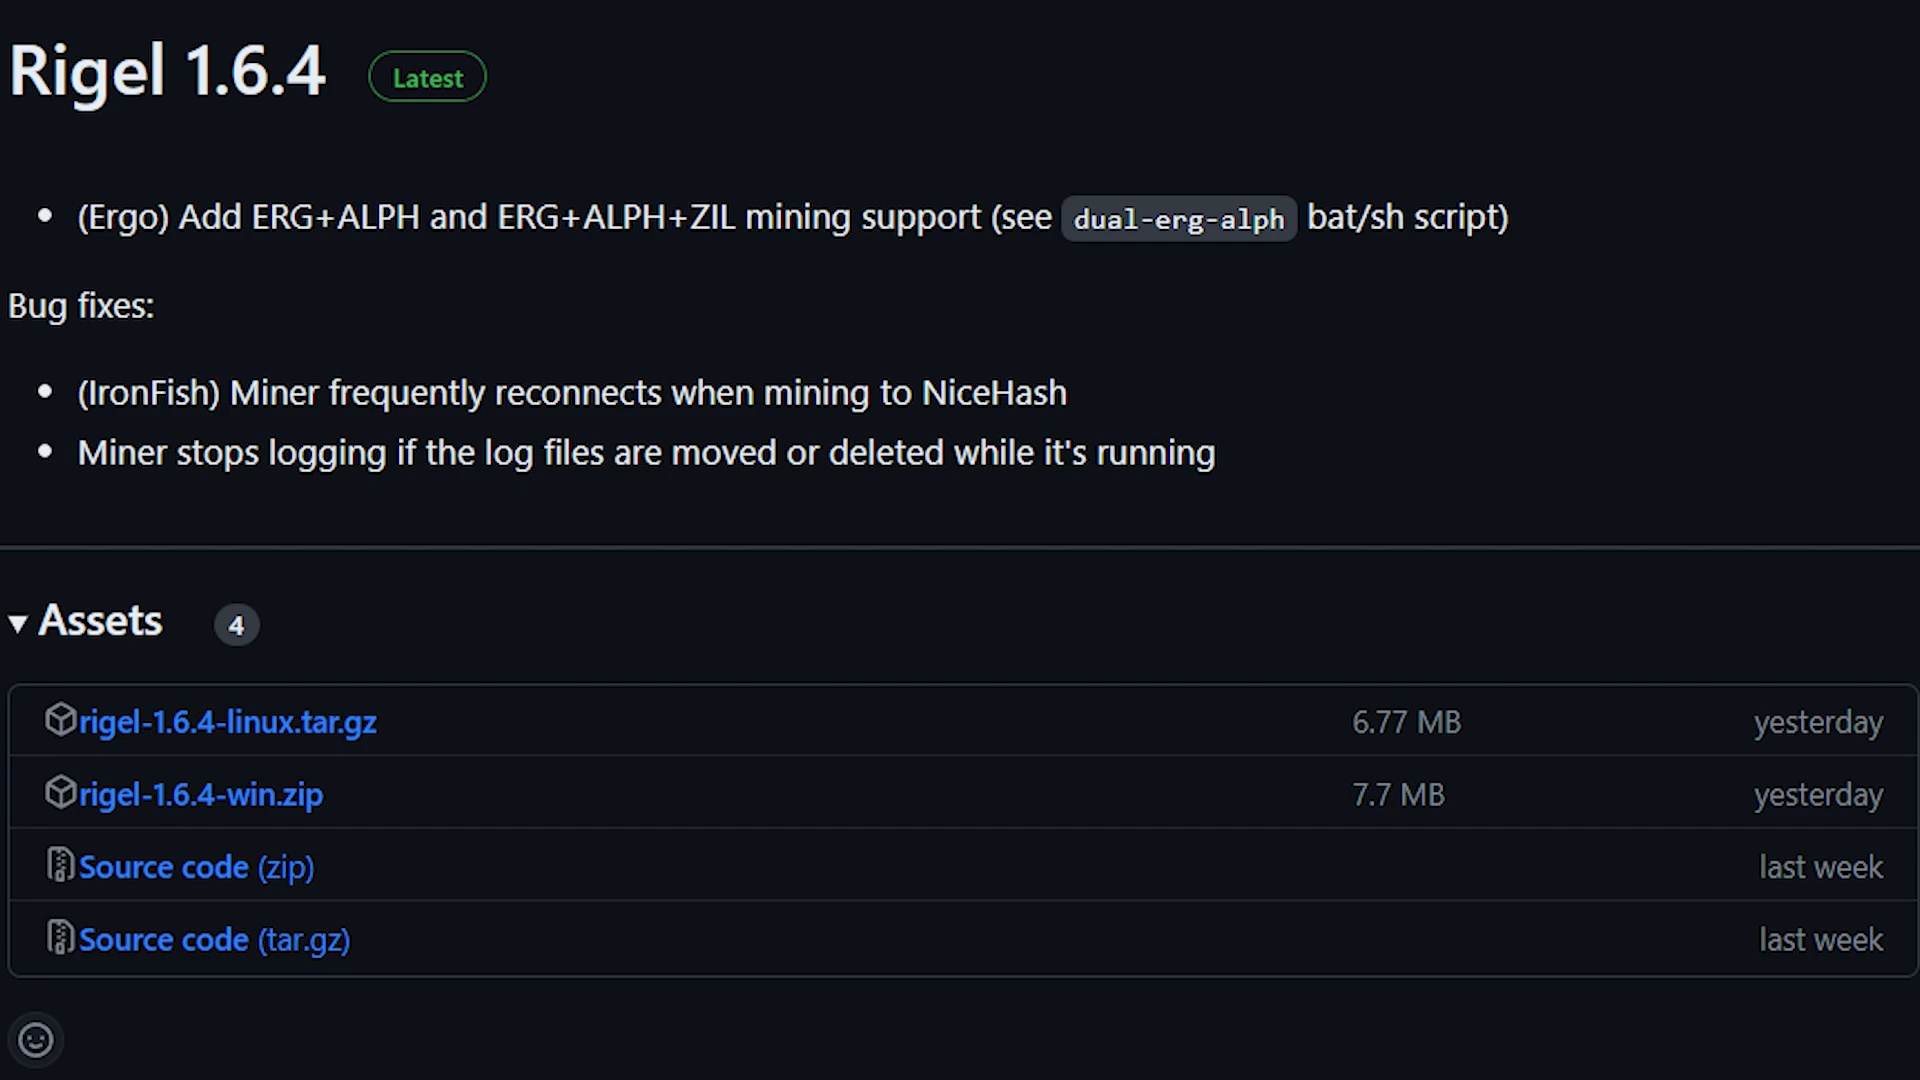 Rigel 1.6.4 Latest
• (Ergo) Add ERG+ALPH and ERG+ALPH+ZIL mining support (see dual-erg-alph bat/sh script)
Bug fixes:
• (IronFish) Miner frequently reconnects when mining to NiceHash
• Miner stops logging if the log files are moved or deleted while it's running
▾ Assets 4
rigel-1.6.4-linux.tar.gz 6.77 MB yesterday
rigel-1.6.4-win.zip 7.7 MB yesterday
Source code (zip) last week
Source code (tar.gz) last week